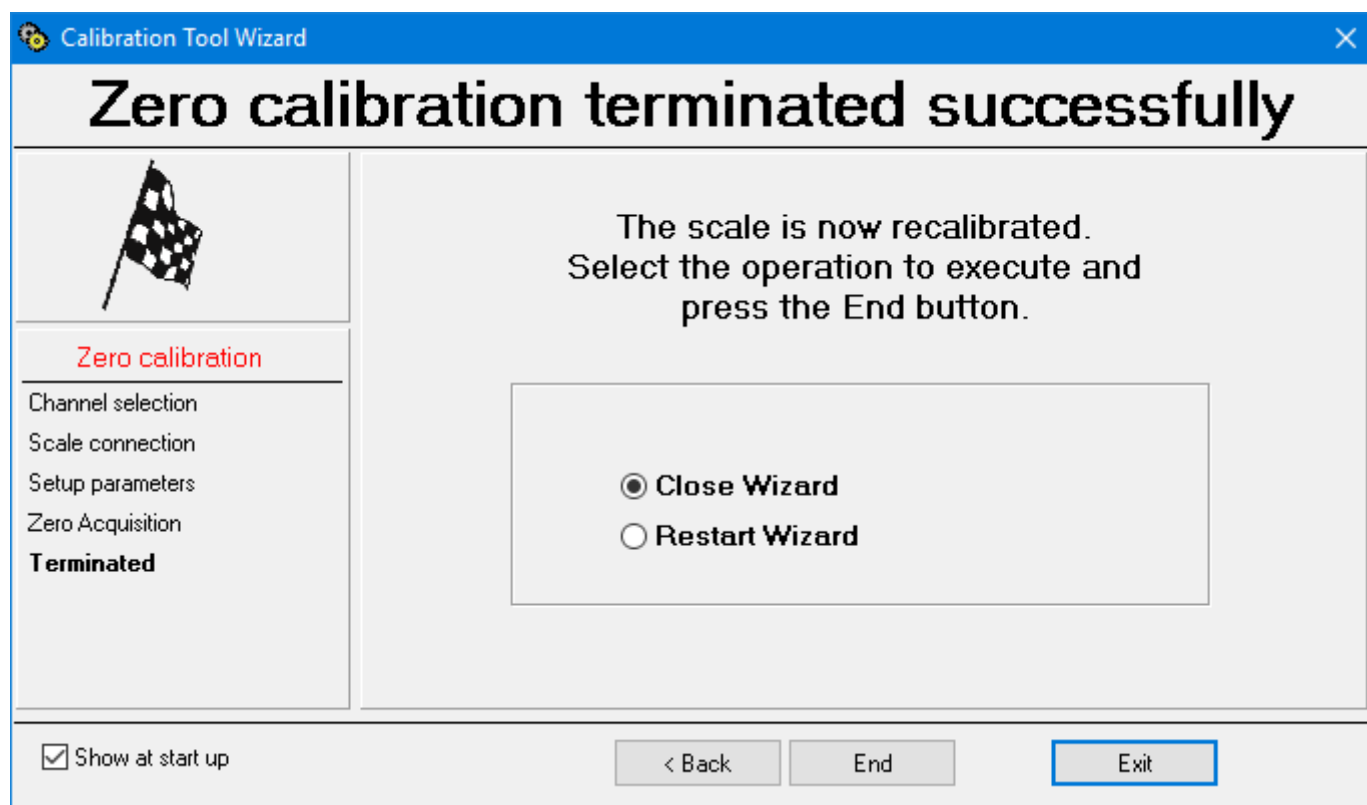 Calibration Tool Wizard
Zero calibration terminated successfully
The scale is now recalibrated.
Select the operation to execute and
press the End button.
Zero calibration
Channel selection
Scale connection
Setup parameters
Zero Acquisition
Terminated
Close Wizard
Restart Wizard
Show at start up
< Back
End
Exit